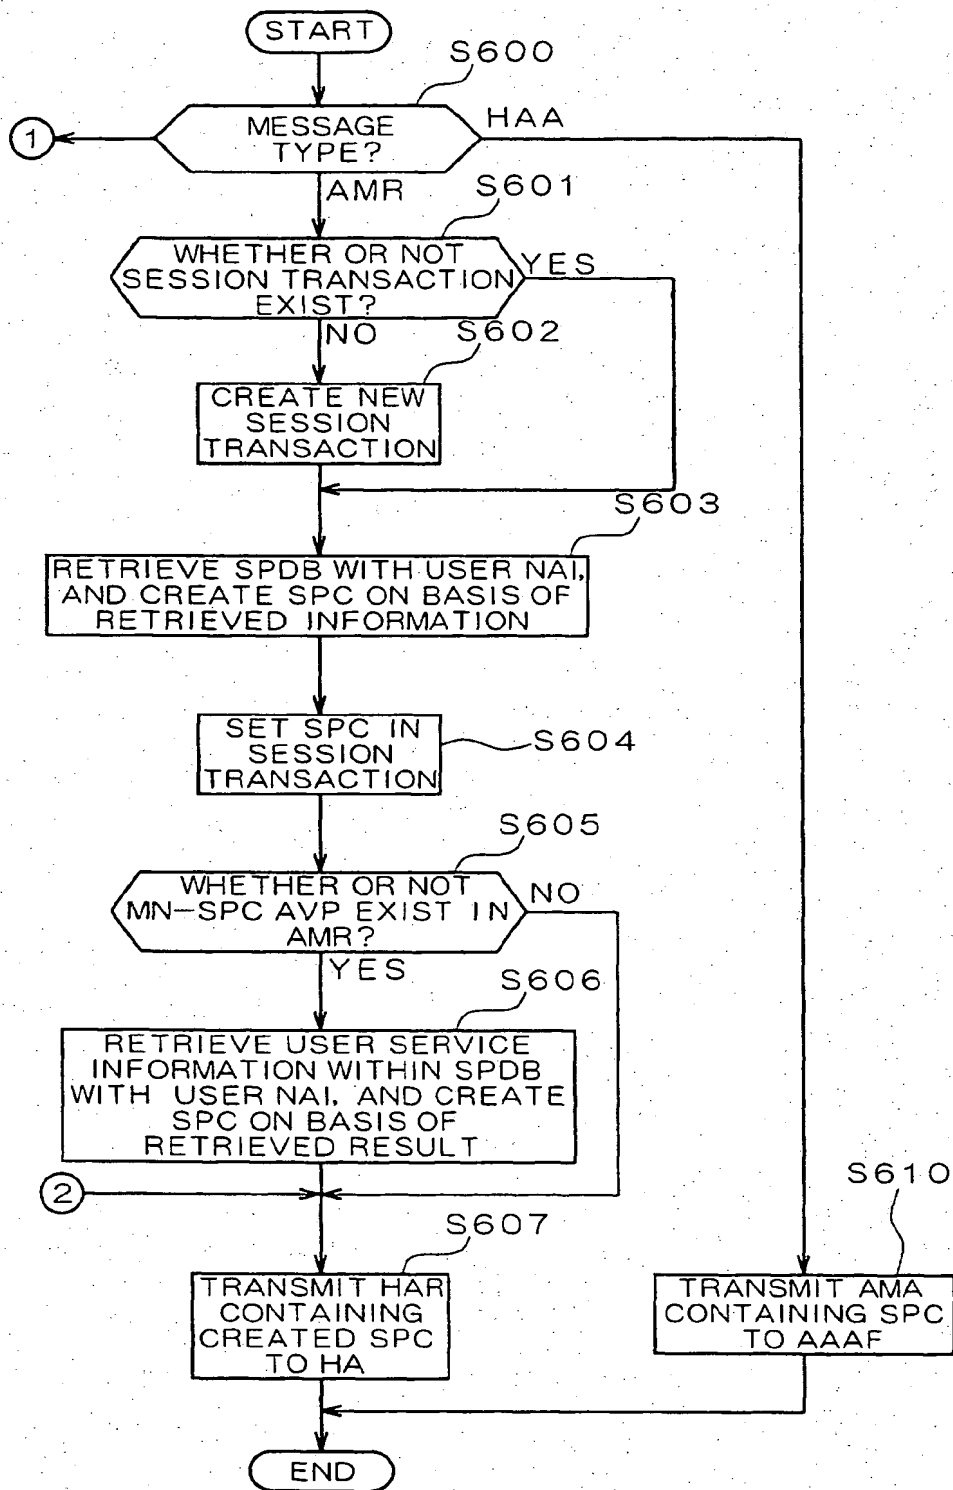 START
S600
1
MESSAGE
TYPE?
HAA
AMR
S601
WHETHER OR NOT
SESSION TRANSACTION
EXIST?
YES
NO
S602
CREATE NEW
SESSION
TRANSACTION
S603
RETRIEVE SPDB WITH USER NAI,
AND CREATE SPC ON BASIS OF
RETRIEVED INFORMATION
SET SPC IN
SESSION
TRANSACTION
S604
S605
WHETHER OR NOT
MN-SPC AVP EXIST IN
AMR?
NO
YES
S606
RETRIEVE USER SERVICE
INFORMATION WITHIN SPDB
WITH USER NAI, AND CREATE
SPC ON BASIS OF
RETRIEVED RESULT
2
S610
S607
TRANSMIT HAR
CONTAINING
CREATED SPC
TO HA
TRANSMIT AMA
CONTAINING SPC
TO AAAF
END